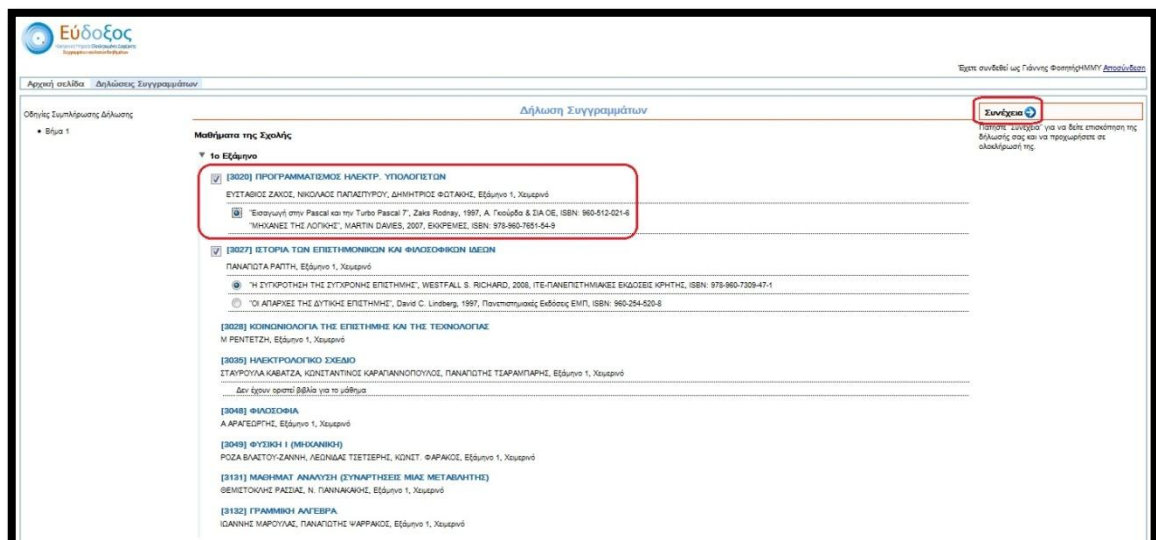 Εύδοξος
Έχετε συνδεθεί ως Γιάννης ΦοιτητήςΗΜΜΥ Αποσύνδεση
Αρχική σελίδα Δηλώσεις Συγγραμμάτων
Οδηγίες Συμπλήρωσης Δήλωσης
Βήμα 1
Δήλωση Συγγραμμάτων
Συνέχεια
Πατήστε "Συνέχεια" για να δείτε επισκόπηση της
δήλωσής σας και να προχωρήσετε σε
ολοκλήρωσή της.
Μαθήματα της Σχολής
1ο Εξάμηνο
[3020] ΠΡΟΓΡΑΜΜΑΤΙΣΜΟΣ ΗΛΕΚΤΡ. ΥΠΟΛΟΓΙΣΤΩΝ
ΕΥΣΤΑΘΙΟΣ ΖΑΧΟΣ, ΝΙΚΟΛΑΟΣ ΠΑΠΑΣΠΥΡΟΥ, ΔΗΜΗΤΡΙΟΣ ΦΩΤΑΚΗΣ, Εξάμηνο 1, Χειμερινό
"Εισαγωγή στην Pascal και την Turbo Pascal 7", Zaks Rodnay, 1997, Α. Γκιούρδα & ΣΙΑ ΟΕ, ISBN: 960-512-021-6
"ΜΗΧΑΝΕΣ ΤΗΣ ΛΟΓΙΚΗΣ", MARTIN DAVIES, 2007, ΕΚΚΡΕΜΕΣ, ISBN: 978-960-7651-54-9
[3027] ΙΣΤΟΡΙΑ ΤΩΝ ΕΠΙΣΤΗΜΟΝΙΚΩΝ ΚΑΙ ΦΙΛΟΣΟΦΙΚΩΝ ΙΔΕΩΝ
ΠΑΝΑΓΙΩΤΑ ΡΑΠΤΗ, Εξάμηνο 1, Χειμερινό
"Η ΣΥΓΚΡΟΤΗΣΗ ΤΗΣ ΣΥΓΧΡΟΝΗΣ ΕΠΙΣΤΗΜΗΣ", WESTFALL S. RICHARD, 2008, ΙΤΕ-ΠΑΝΕΠΙΣΤΗΜΙΑΚΕΣ ΕΚΔΟΣΕΙΣ ΚΡΗΤΗΣ, ISBN: 978-960-7309-47-1
"ΟΙ ΑΠΑΡΧΕΣ ΤΗΣ ΔΥΤΙΚΗΣ ΕΠΙΣΤΗΜΗΣ", David C. Lindberg, 1997, Πανεπιστημιακές Εκδόσεις ΕΜΠ, ISBN: 960-254-520-8
[3028] ΚΟΙΝΩΝΙΟΛΟΓΙΑ ΤΗΣ ΕΠΙΣΤΗΜΗΣ ΚΑΙ ΤΗΣ ΤΕΧΝΟΛΟΓΙΑΣ
Μ ΡΕΝΤΕΤΖΗ, Εξάμηνο 1, Χειμερινό
[3035] ΗΛΕΚΤΡΟΛΟΓΙΚΟ ΣΧΕΔΙΟ
ΣΤΑΥΡΟΥΛΑ ΚΑΒΑΤΖΑ, ΚΩΝΣΤΑΝΤΙΝΟΣ ΚΑΡΑΓΙΑΝΝΟΠΟΥΛΟΣ, ΠΑΝΑΓΙΩΤΗΣ ΤΣΑΡΑΜΠΑΡΗΣ, Εξάμηνο 1, Χειμερινό
Δεν έχουν οριστεί βιβλία για το μάθημα
[3048] ΦΙΛΟΣΟΦΙΑ
Α.ΑΡΑΓΕΩΡΓΗΣ, Εξάμηνο 1, Χειμερινό
[3049] ΦΥΣΙΚΗ Ι (ΜΗΧΑΝΙΚΗ)
ΡΟΖΑ ΒΛΑΣΤΟΥ-ΖΑΝΝΗ, ΛΕΩΝΙΔΑΣ ΤΣΕΤΣΕΡΗΣ, ΚΩΝΣΤ. ΦΑΡΑΚΟΣ, Εξάμηνο 1, Χειμερινό
[3131] ΜΑΘΗΜΑΤ ΑΝΑΛΥΣΗ (ΣΥΝΑΡΤΗΣΕΙΣ ΜΙΑΣ ΜΕΤΑΒΛΗΤΗΣ)
ΘΕΜΙΣΤΟΚΛΗΣ ΡΑΣΣΙΑΣ, Ν. ΓΙΑΝΝΑΚΑΚΗΣ, Εξάμηνο 1, Χειμερινό
[3132] ΓΡΑΜΜΙΚΗ ΑΛΓΕΒΡΑ
ΙΩΑΝΝΗΣ ΜΑΡΟΥΛΑΣ, ΠΑΝΑΓΙΩΤΗΣ ΨΑΡΡΑΚΟΣ, Εξάμηνο 1, Χειμερινό